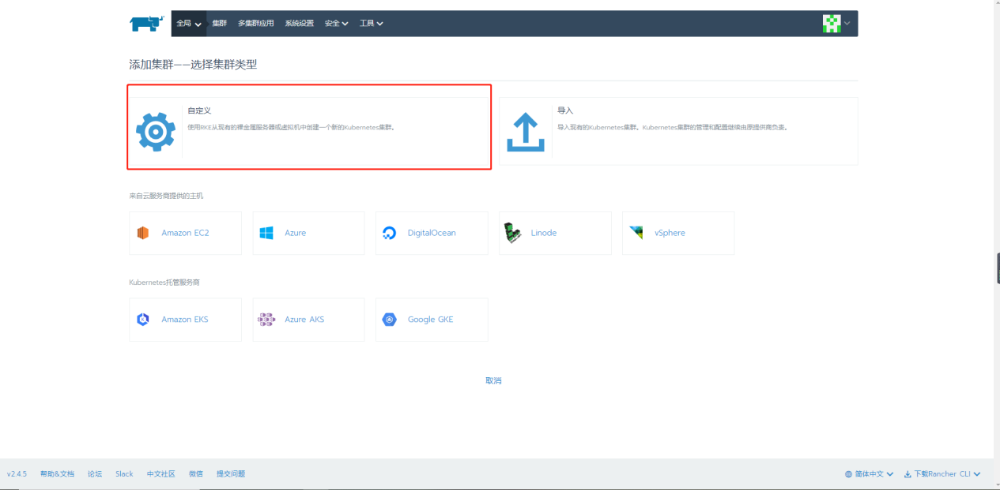 全局 集群 多集群应用 系统设置 安全 工具
添加集群——选择集群类型
自定义
使用RKE从现有的裸金属服务器或虚拟机中创建一个新的Kubernetes集群。
导入
导入现有的Kubernetes集群。Kubernetes集群的管理和配置继续由原提供商负责。
来自云服务商提供的主机
Amazon EC2 Azure DigitalOcean Linode vSphere
Kubernetes托管服务商
Amazon EKS Azure AKS Google GKE
取消
v2.4.5 帮助&文档 论坛 Slack 中文社区 微信 提交问题 简体中文 下载Rancher CLI